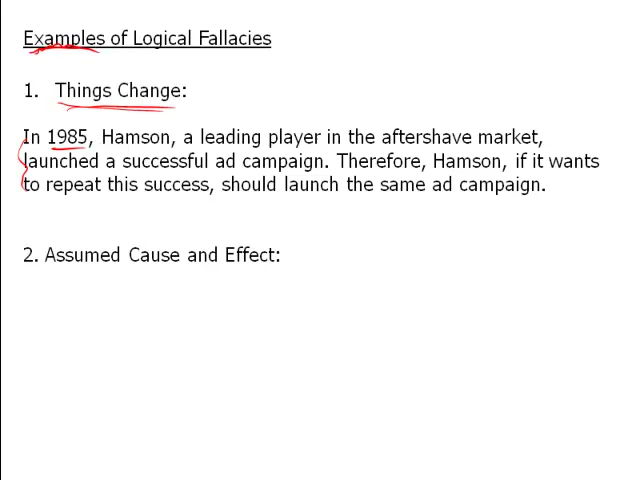 Examples of Logical Fallacies
1. Things Change:
In 1985, Hamson, a leading player in the aftershave market,
launched a successful ad campaign. Therefore, Hamson, if it wants
to repeat this success, should launch the same ad campaign.
2. Assumed Cause and Effect: